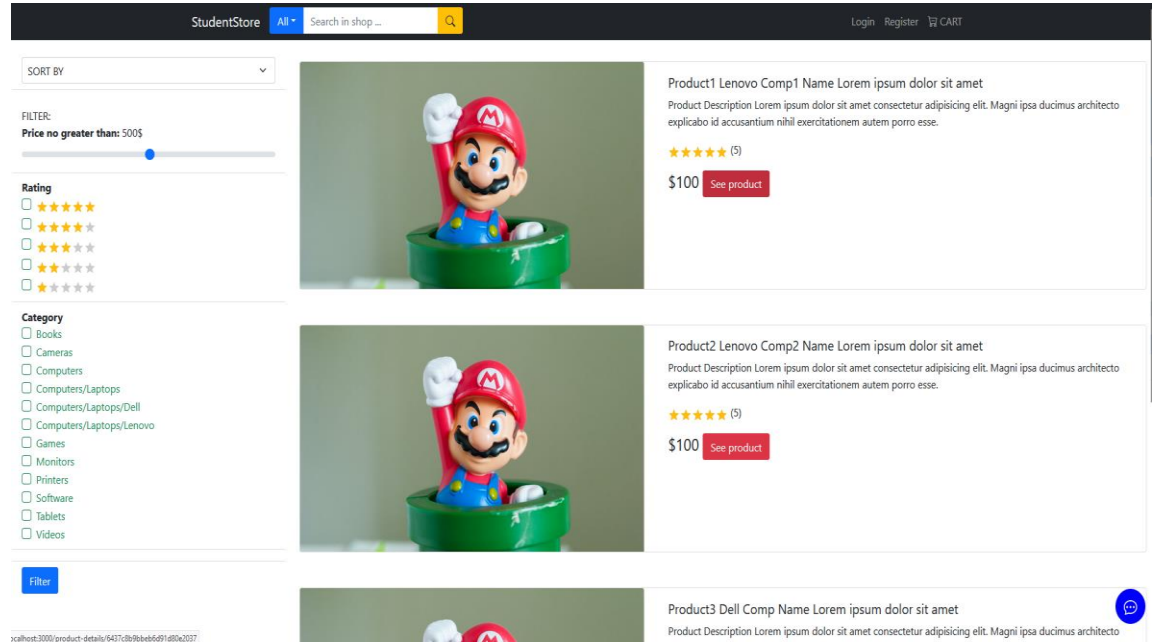 StudentStore All Search in shop ... Login Register CART
SORT BY
FILTER:
Price no greater than: 500$
Rating
Category
Books
Cameras
Computers
Computers/Laptops
Computers/Laptops/Dell
Computers/Laptops/Lenovo
Games
Monitors
Printers
Software
Tablets
Videos
Filter
Product1 Lenovo Comp1 Name Lorem ipsum dolor sit amet
Product Description Lorem ipsum dolor sit amet consectetur adipisicing elit. Magni ipsa ducimus architecto
explicabo id accusantium nihil exercitationem autem porro esse.
(5)
$100 See product
Product2 Lenovo Comp2 Name Lorem ipsum dolor sit amet
Product Description Lorem ipsum dolor sit amet consectetur adipisicing elit. Magni ipsa ducimus architecto
explicabo id accusantium nihil exercitationem autem porro esse.
(5)
$100 See product
Product3 Dell Comp Name Lorem ipsum dolor sit amet
Product Description Lorem ipsum dolor sit amet consectetur adipisicing elit. Magni ipsa ducimus architecto
M
M